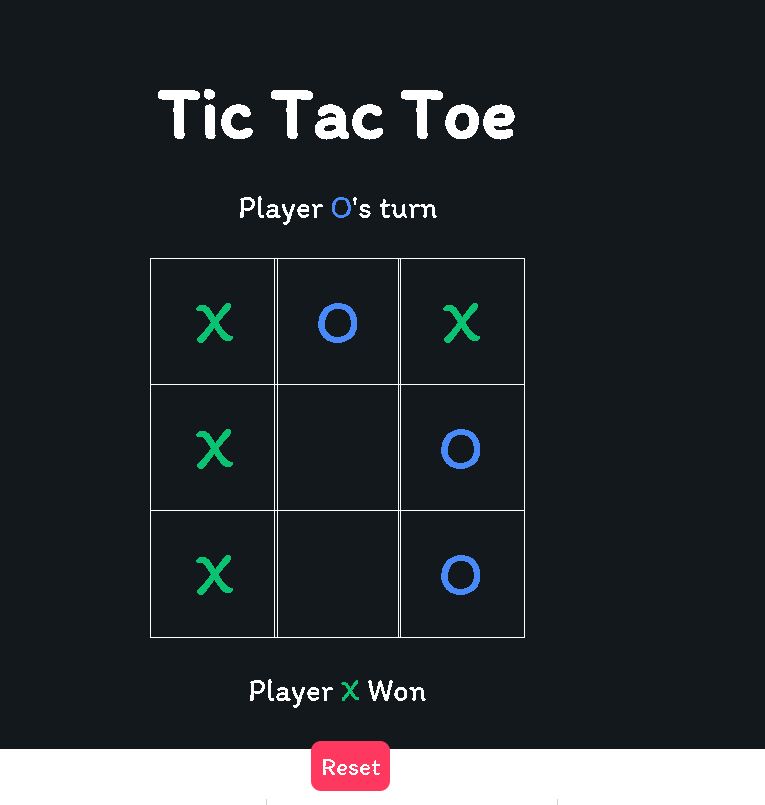 Tic Tac Toe
Player O's turn
X O X
X O
X O
Player X Won
Reset